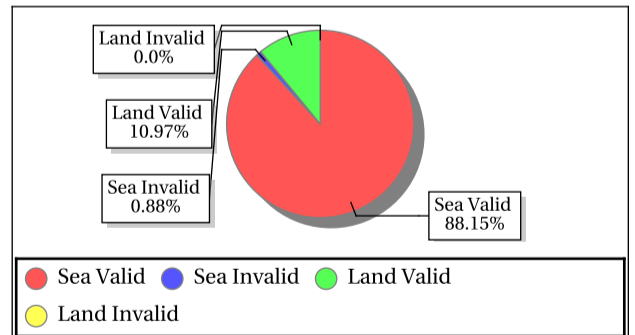 Land Invalid
0.0%
Land Valid
10.97%
Sea Invalid
0.88%
Sea Valid
88.15%
Sea Valid Sea Invalid Land Valid
Land Invalid